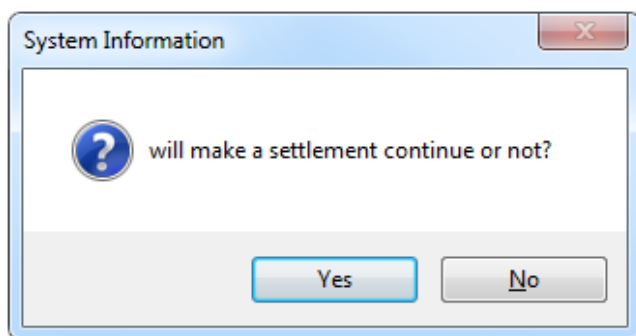 System Information
will make a settlement continue or not?
Yes
No